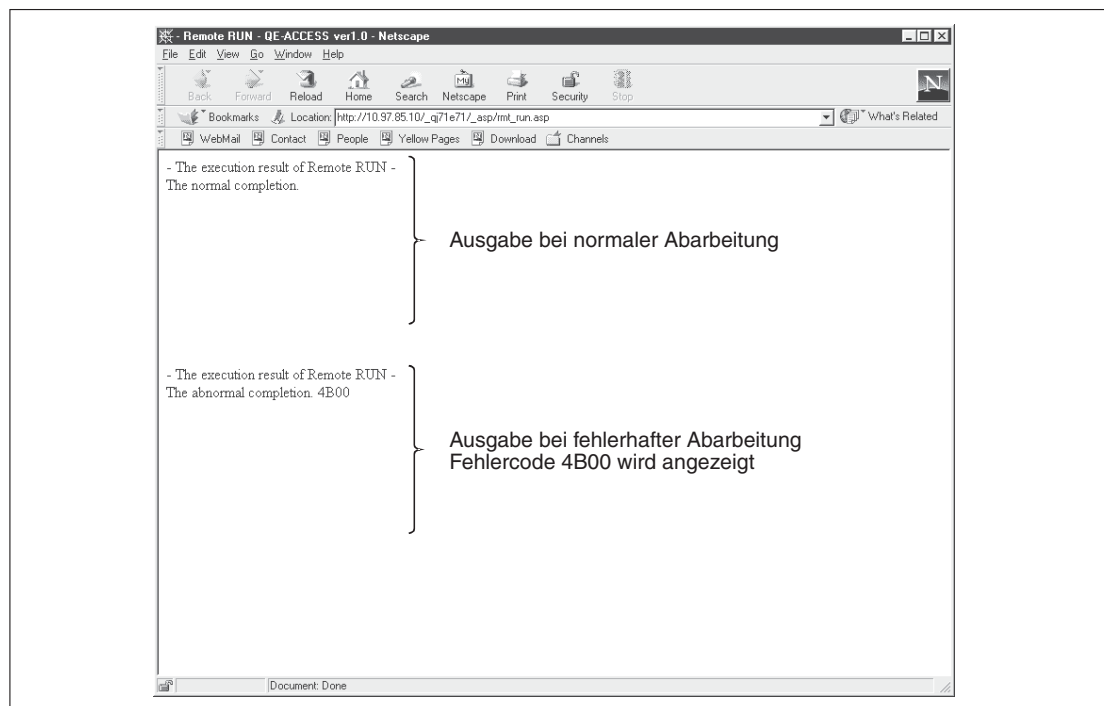 - Remote RUN - QE-ACCESS ver1.0 - Netscape
File Edit View Go Window Help
Back Forward Reload Home Search Netscape Print Security Stop
My
N
Bookmarks Location: http://10.97.85.10/_qj71e71/_asp/rmt_run.asp What's Related
WebMail Contact People Yellow Pages Download Channels
- The execution result of Remote RUN -
The normal completion.
Ausgabe bei normaler Abarbeitung
- The execution result of Remote RUN -
The abnormal completion. 4B00
Ausgabe bei fehlerhafter Abarbeitung
Fehlercode 4B00 wird angezeigt
Document: Done